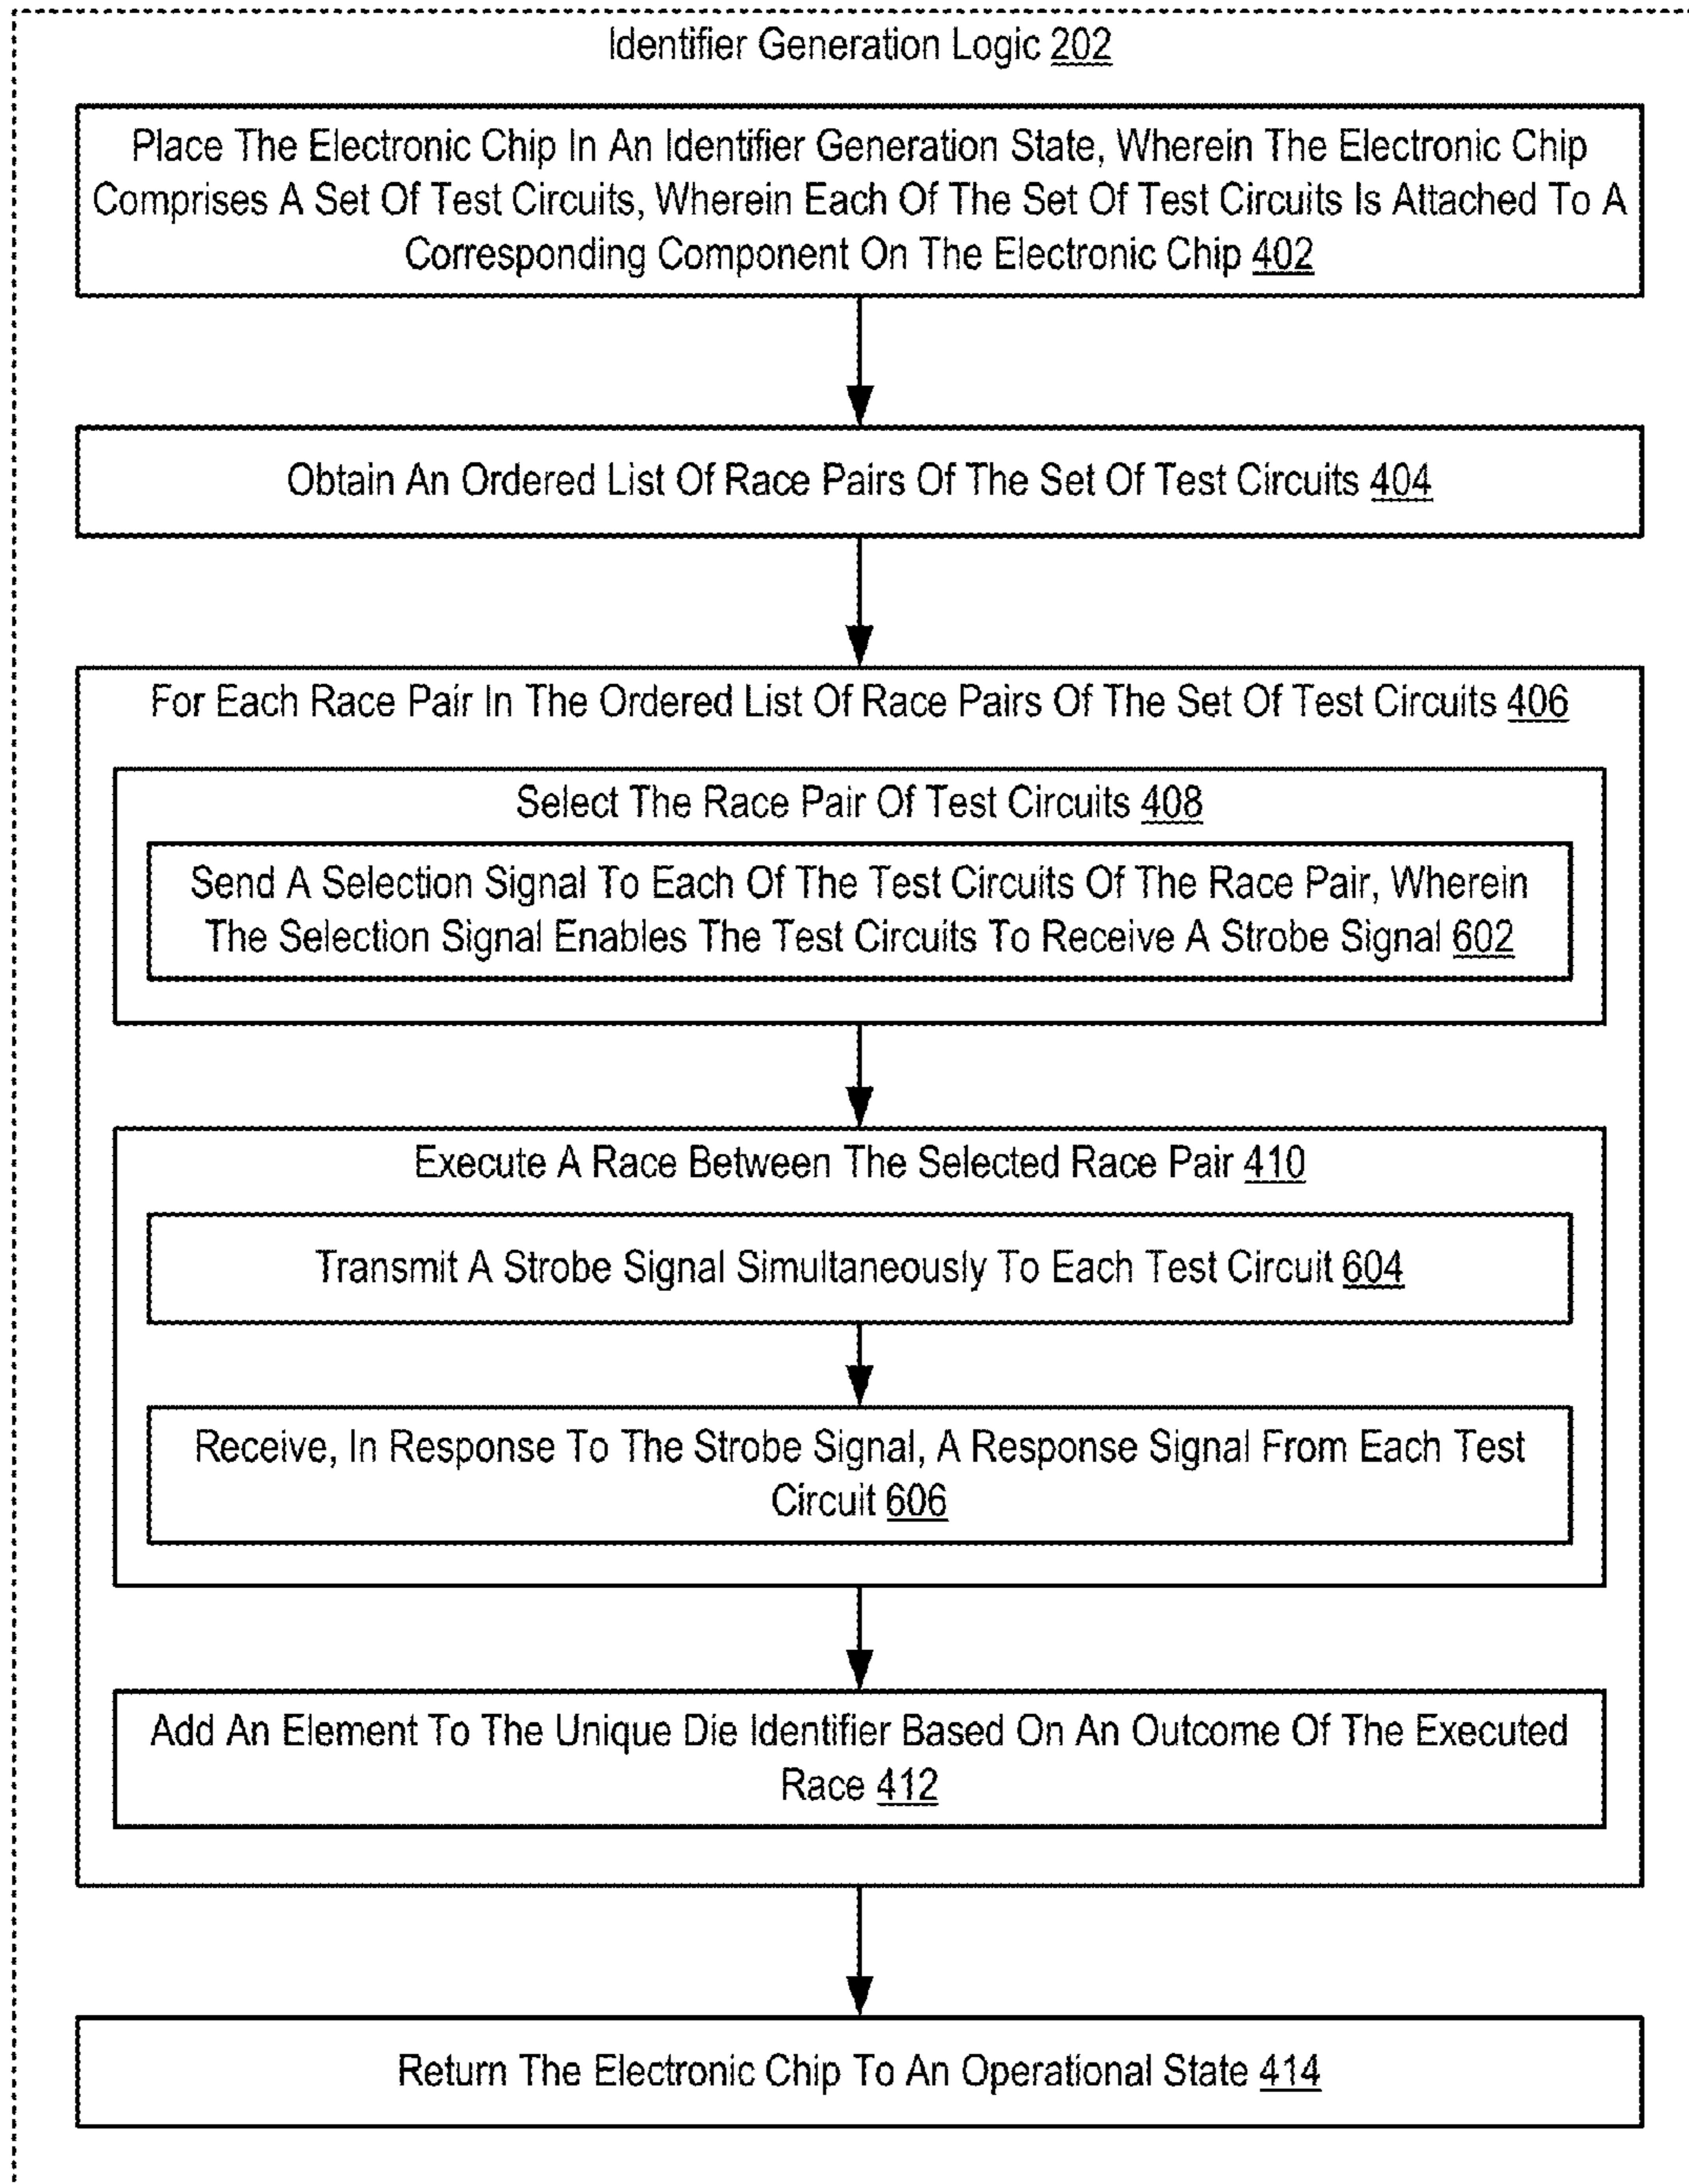 Identifier Generation Logic 202
Place The Electronic Chip In An Identifier Generation State, Wherein The Electronic Chip
Comprises A Set Of Test Circuits, Wherein Each Of The Set Of Test Circuits Is Attached To A
Corresponding Component On The Electronic Chip 402
Obtain An Ordered List Of Race Pairs Of The Set Of Test Circuits 404
For Each Race Pair In The Ordered List Of Race Pairs Of The Set Of Test Circuits 406
Select The Race Pair Of Test Circuits 408
Send A Selection Signal To Each Of The Test Circuits Of The Race Pair, Wherein
The Selection Signal Enables The Test Circuits To Receive A Strobe Signal 602
Execute A Race Between The Selected Race Pair 410
Transmit A Strobe Signal Simultaneously To Each Test Circuit 604
Receive, In Response To The Strobe Signal, A Response Signal From Each Test
Circuit 606
Add An Element To The Unique Die Identifier Based On An Outcome Of The Executed
Race 412
Return The Electronic Chip To An Operational State 414